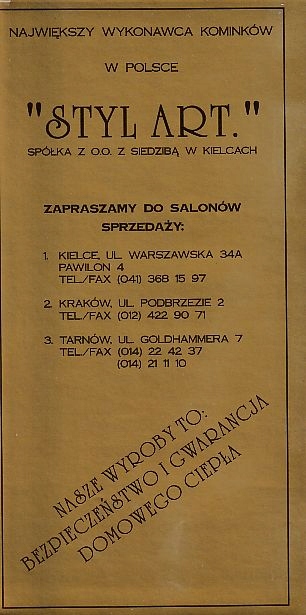 NAJWIĘKSZY WYKONAWCA KOMINKÓW
W POLSCE
"STYL ART."
SPÓŁKA Z O.O. Z SIEDZIBĄ W KIELCACH
ZAPRASZAMY DO SALONÓW
SPRZEDAŻY:
1. KIELCE, UL. WARSZAWSKA 34A
PAWILON 4
TEL/FAX (041) 368 15 97
2. KRAKÓW, UL. PODBRZEZIE 2
TEL/FAX (012) 422 90 71
3. TARNÓW, UL. GOLDHAMMERA 7
TEL/FAX (014) 22 42 37
(014) 21 11 10
NASZE WYROBY TO:
BEZPIECZEŃSTWO I GWARANCJA
DOMOWEGO CIEPŁA